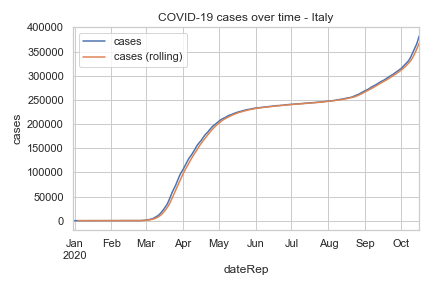 COVID-19 cases over time - Italy
cases
cases (rolling)
400000
350000
300000
250000
200000
150000
100000
50000
0
cases
Jan Feb Mar Apr May Jun Jul Aug Sep Oct
2020
dateRep